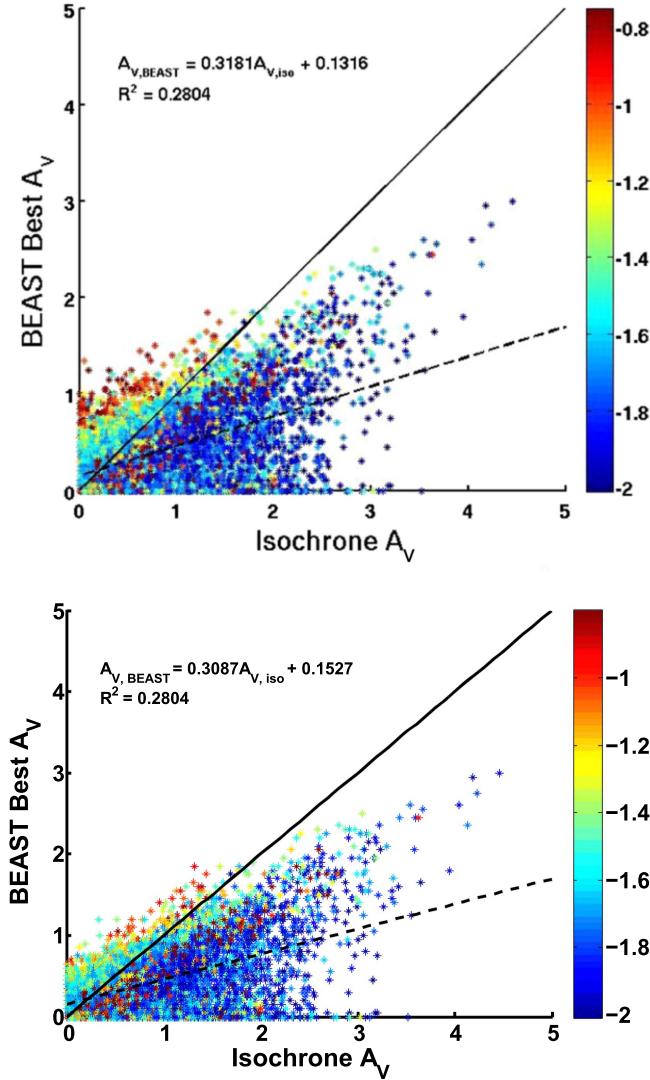 5
4
3
2
1
0
BEAST Best A_V
A_V,BEAST = 0.3181A_V,iso + 0.1316
R² = 0.2804
0 1 2 3 4 5
Isochrone A_V
-0.8
-1
-1.2
-1.4
-1.6
-1.8
-2
5
4
3
2
1
0
BEAST Best A_V
A_V, BEAST = 0.3087A_V, iso + 0.1527
R² = 0.2804
0 1 2 3 4 5
Isochrone A_V
−1
−1.2
−1.4
−1.6
−1.8
−2